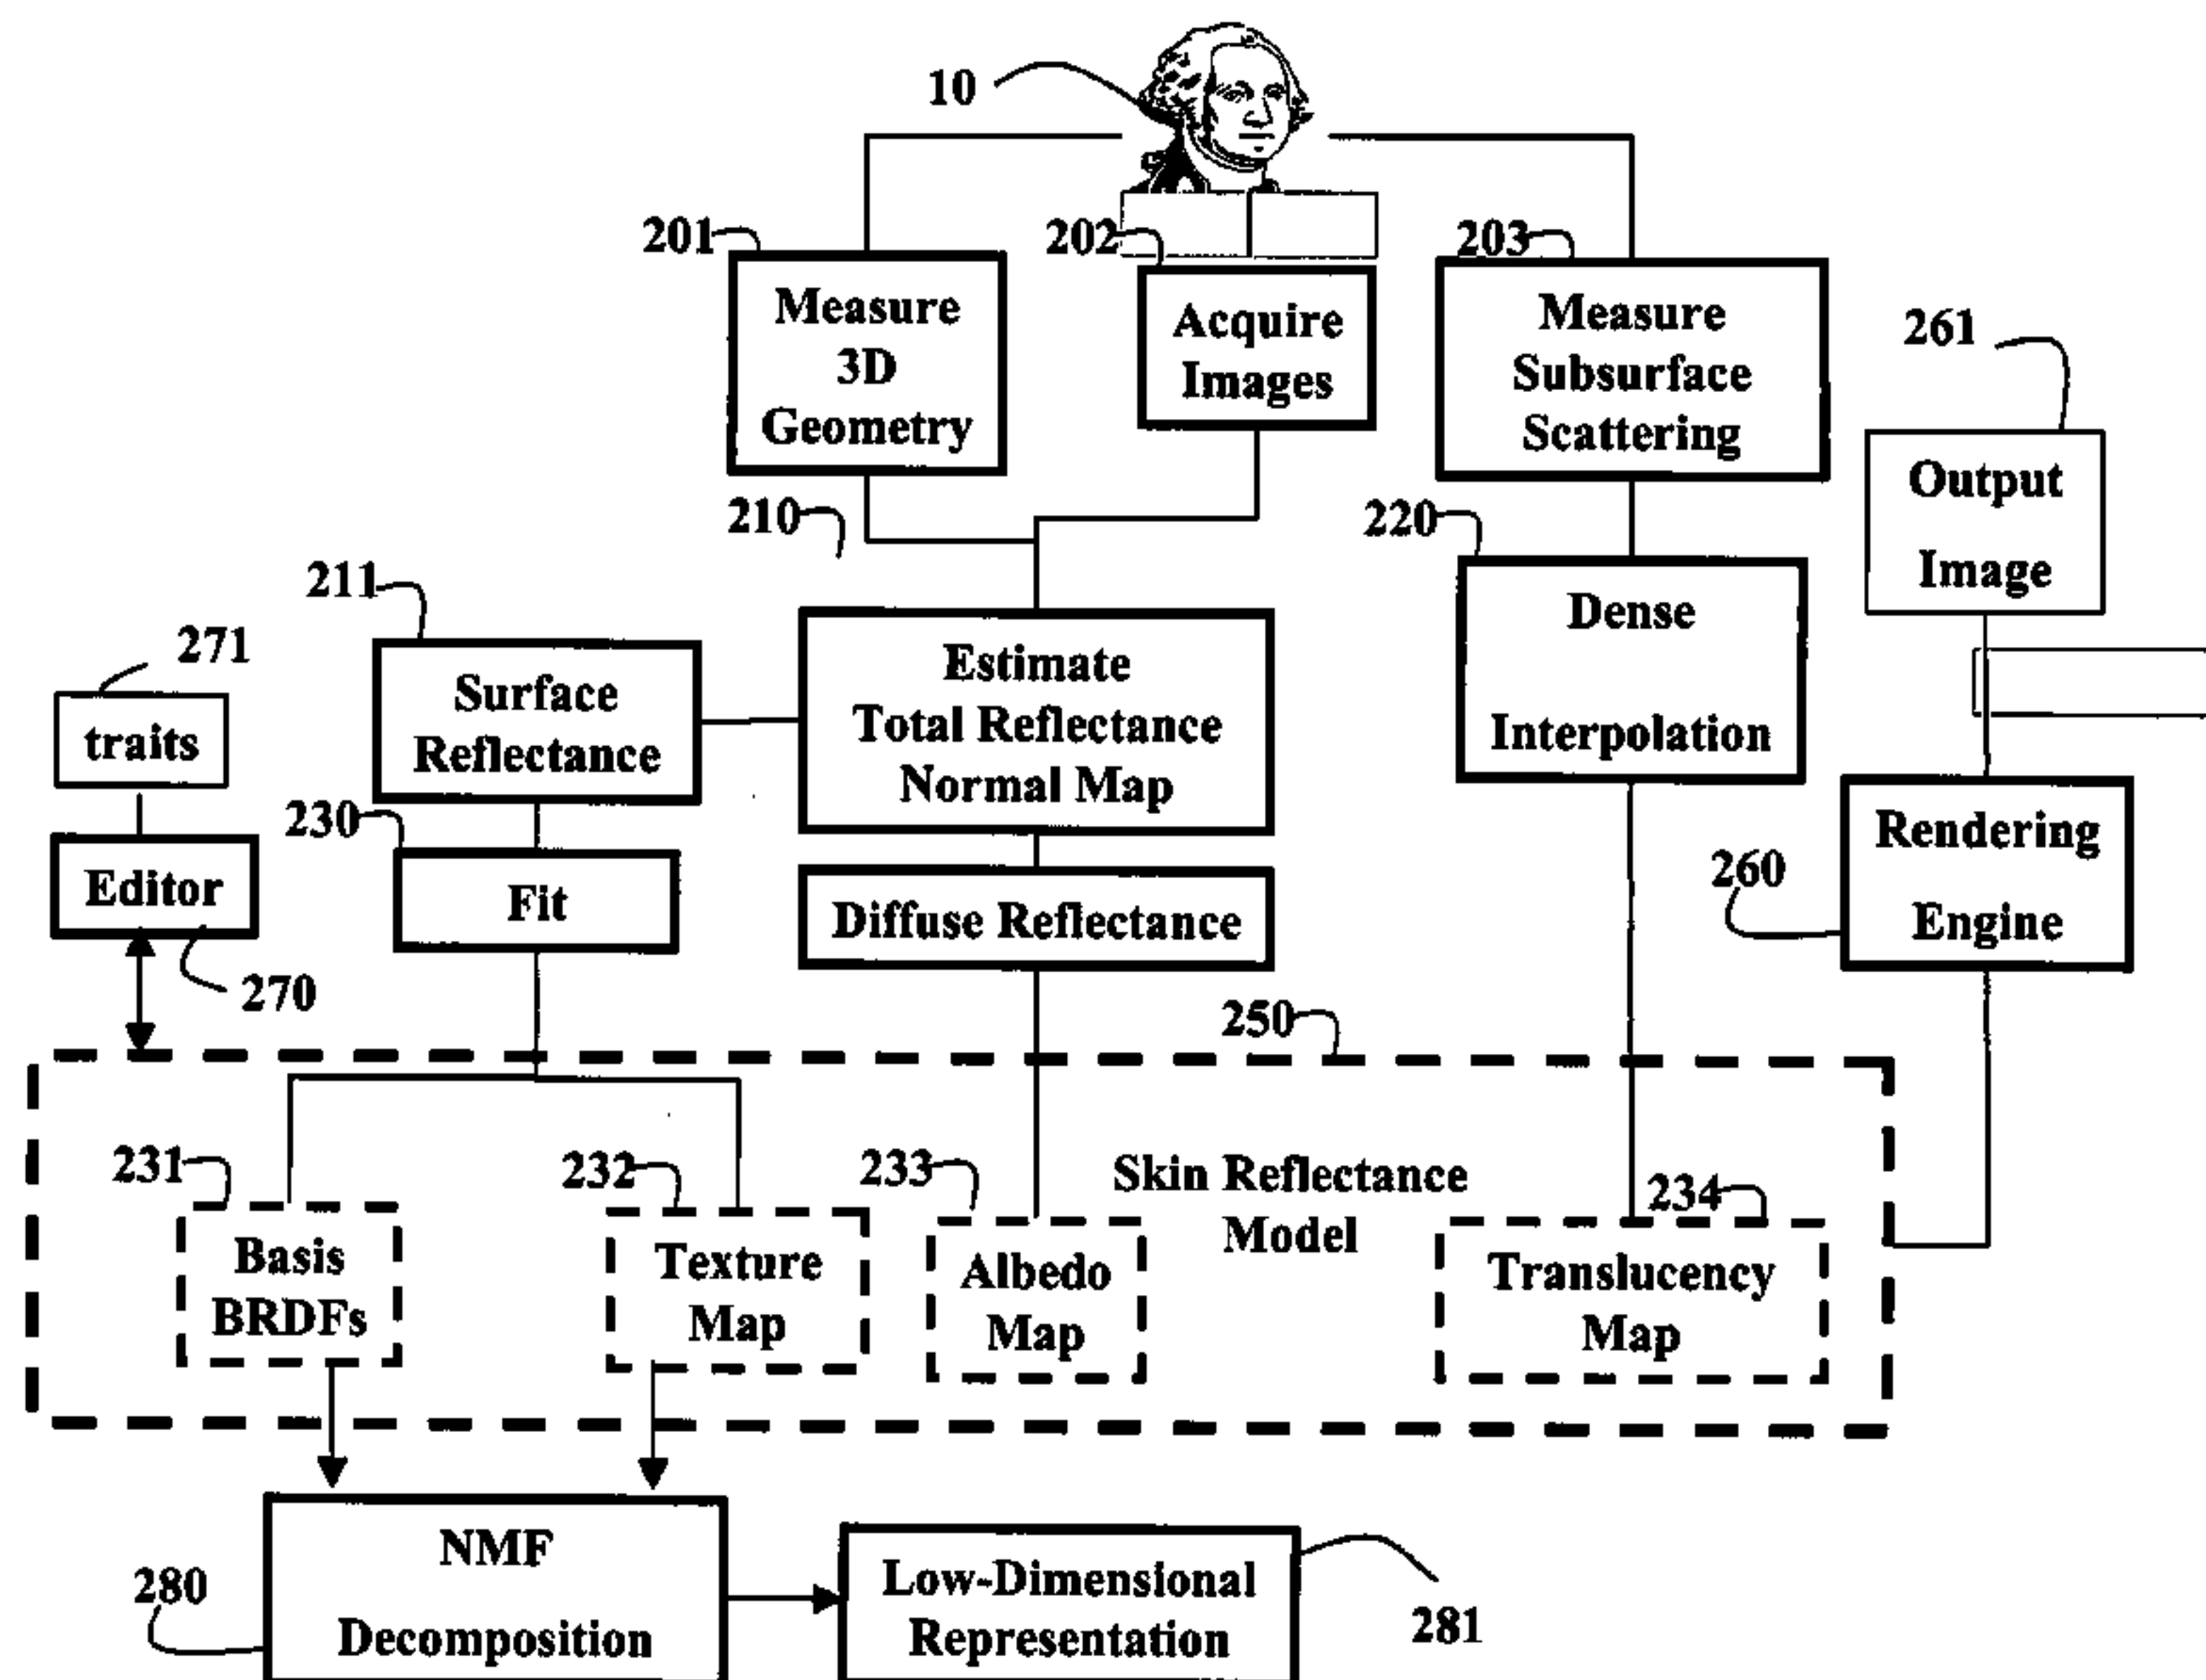 10
201
202
203
Measure
3D
Geometry
Acquire
Images
Measure
Subsurface
Scattering
261
Output
Image
210
220
211
271
traits
Surface
Reflectance
Estimate
Total Reflectance
Normal Map
Dense
Interpolation
230
Editor
Fit
Diffuse Reflectance
260
Rendering
Engine
270
250
231
232
233
Skin Reflectance
Model
234
Basis
BRDFs
Texture
Map
Albedo
Map
Translucency
Map
280
NMF
Decomposition
Low-Dimensional
Representation
281